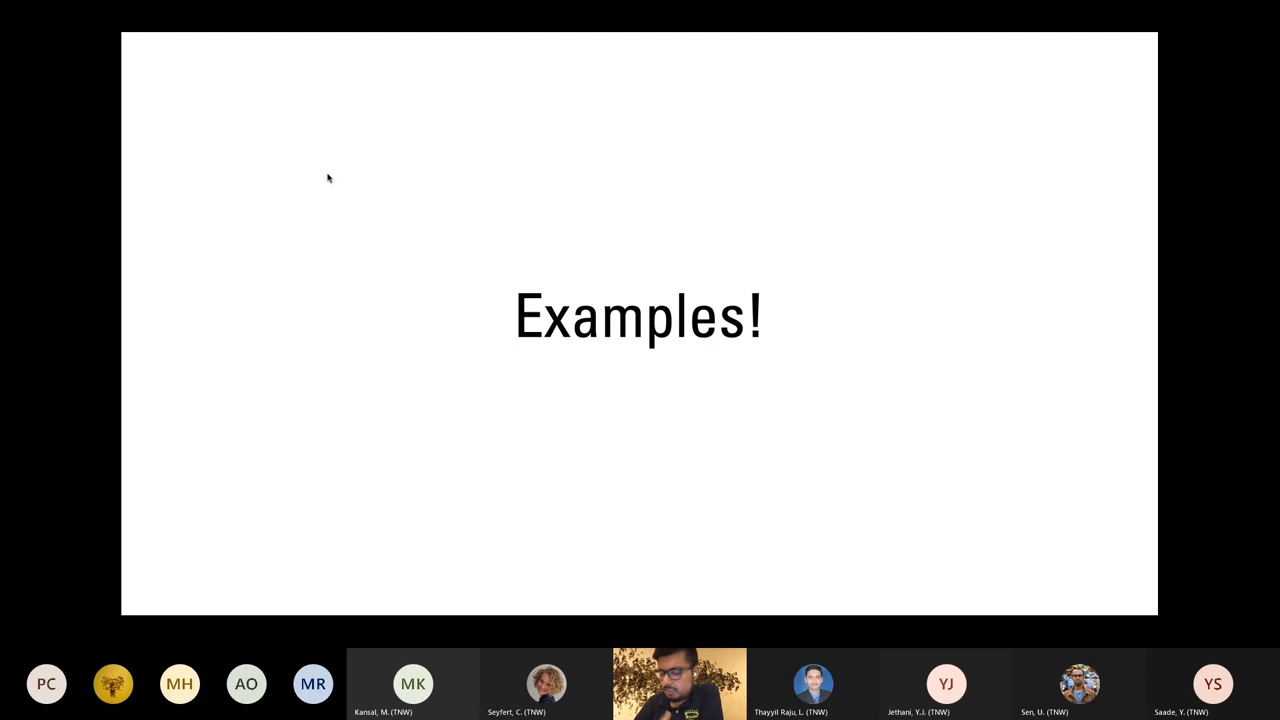 Examples!
PC
MH
AO
MR
MK
YJ
YS
Kansal, M. (TNW)
Seyfert, C. (TNW)
Thayyil Raju, L. (TNW)
Jethani, Y.J. (TNW)
Sen, U. (TNW)
Saade, Y. (TNW)